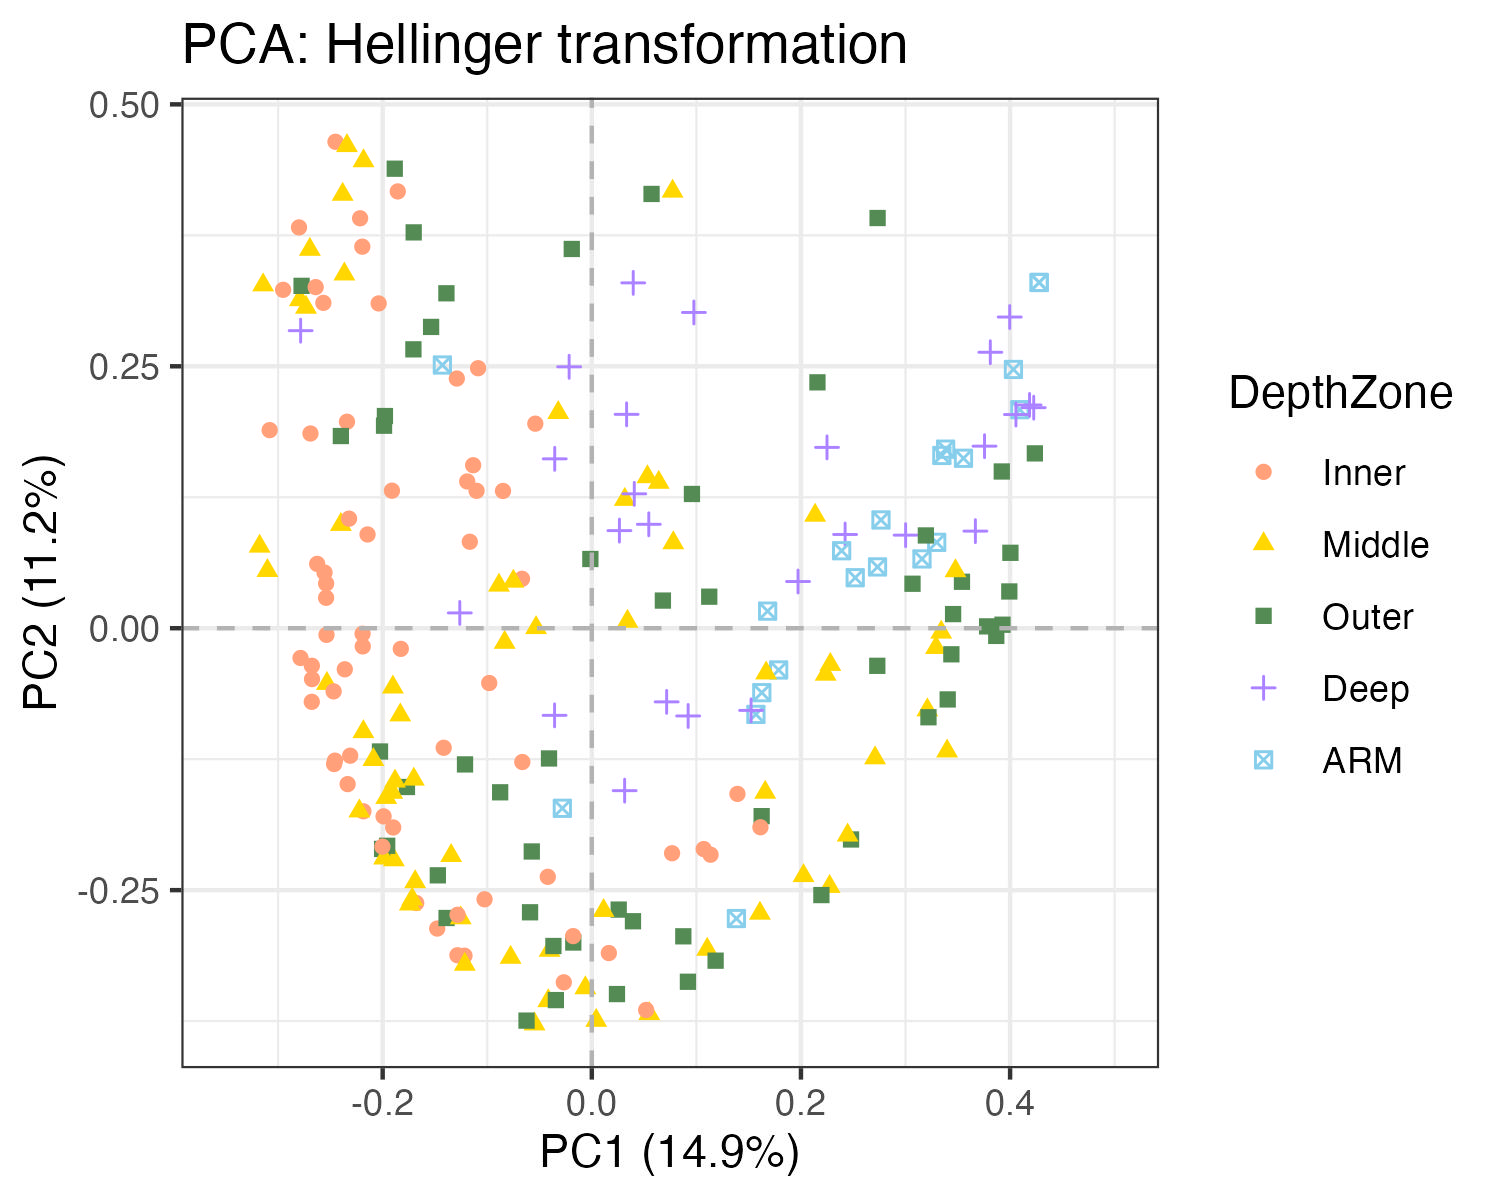 PCA: Hellinger transformation
0.50
0.25
0.00
-0.25
PC2 (11.2%)
-0.2
0.0
0.2
0.4
PC1 (14.9%)
DepthZone
Inner
Middle
Outer
Deep
ARM